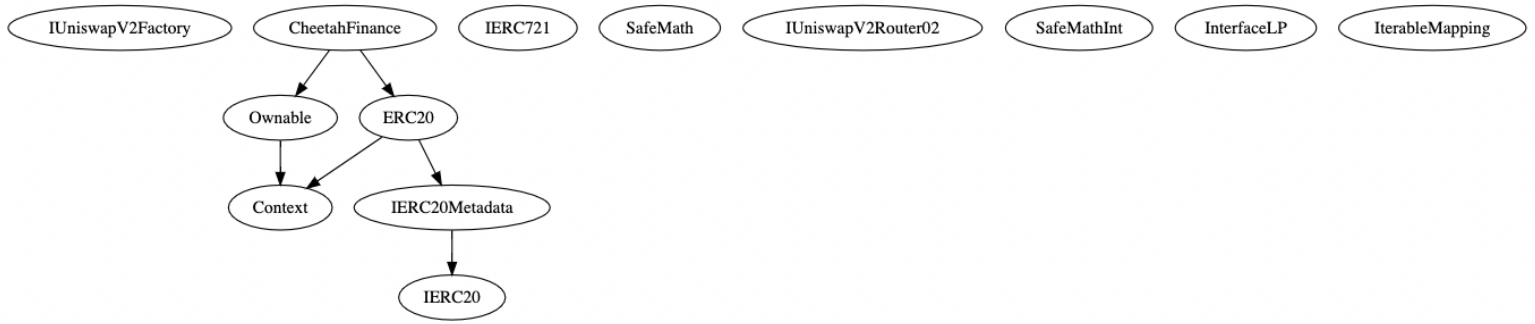 IUniswapV2Factory
CheetahFinance
IERC721
SafeMath
IUniswapV2Router02
SafeMathInt
InterfaceLP
IterableMapping
Ownable
ERC20
Context
IERC20Metadata
IERC20